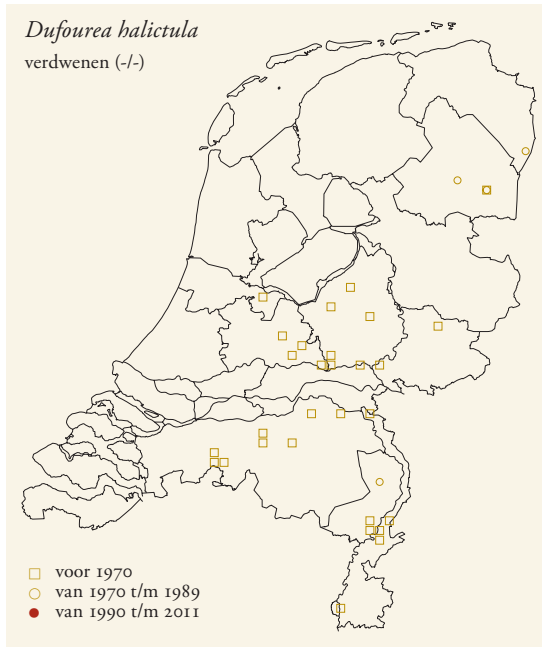 Dufourea halictula
verdwenen (-/-)
voor 1970
van 1970 t/m 1989
van 1990 t/m 2011